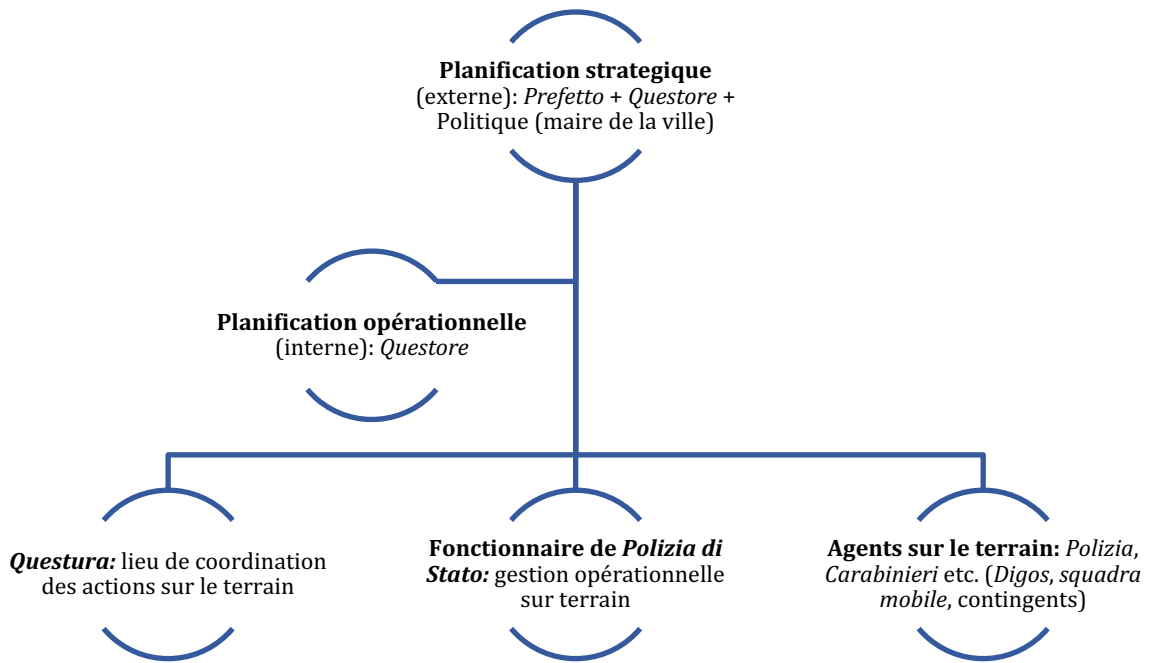 Planification strategique
(externe): Prefetto + Questore +
Politique (maire de la ville)
Planification opérationnelle
(interne): Questore
Questura: lieu de coordination
des actions sur le terrain
Fonctionnaire de Polizia di
Stato: gestion opérationnelle
sur terrain
Agents sur le terrain: Polizia,
Carabinieri etc. (Digos, squadra
mobile, contingents)